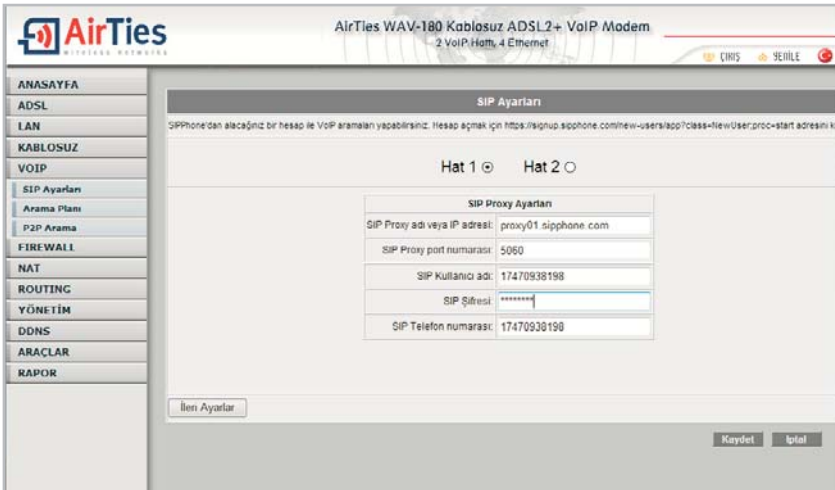 AirTies
wireless networks
AirTies WAV-180 Kablosuz ADSL2+ VoIP Modem
2 VoIP Hattı, 4 Ethernet
ÇIKIŞ
YENİLE
ANASAYFA
ADSL
LAN
KABLOSUZ
VOIP
SIP Ayarları
Arama Planı
P2P Arama
FIREWALL
NAT
ROUTING
YÖNETİM
DDNS
ARAÇLAR
RAPOR
SIP Ayarları
SIPPhone'dan alacağınız bir hesap ile VoIP aramaları yapabilirsiniz. Hesap açmak için https://signup.sipphone.com/new-users/app?class=NewUser;proc=start adresini k
Hat 1 Hat 2
SIP Proxy Ayarları
SIP Proxy adı veya IP adresi: proxy01.sipphone.com
SIP Proxy port numarası: 5060
SIP Kullanıcı adı: 17470938198
SIP Şifresi: ********
SIP Telefon numarası: 17470938198
İleri Ayarlar
Kaydet İptal